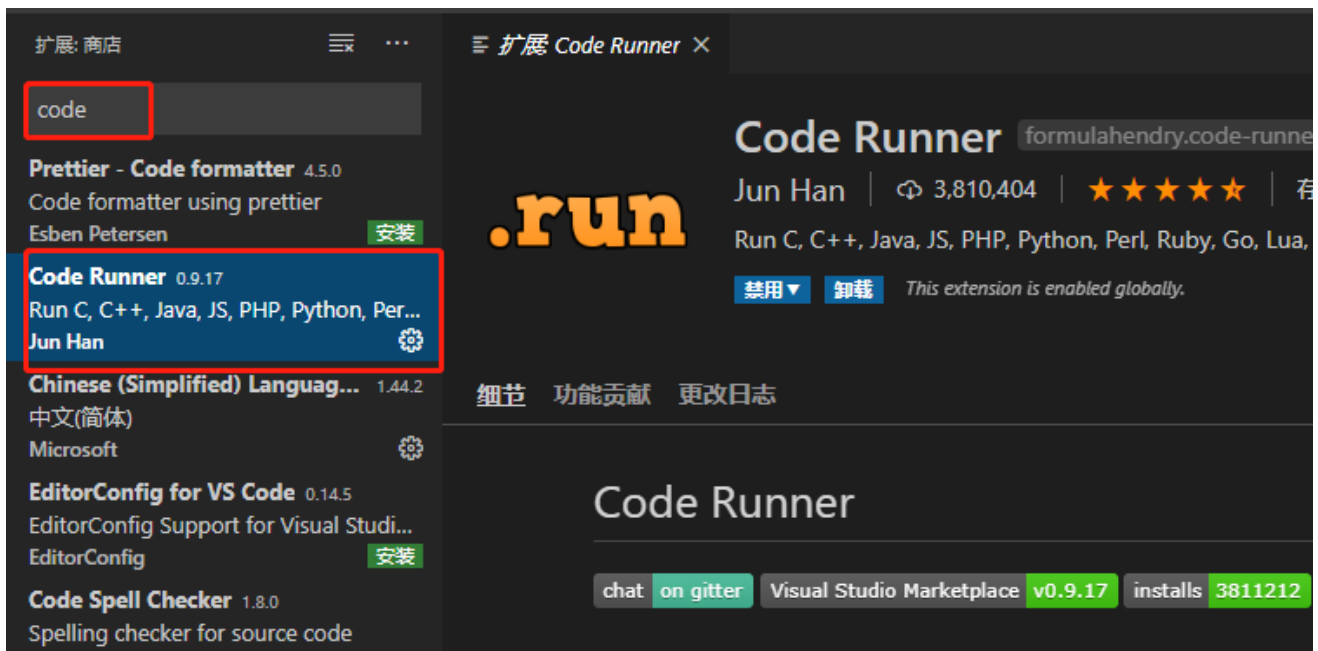 扩展: 商店
code
Prettier - Code formatter 4.5.0
Code formatter using prettier
Esben Petersen 安装
Code Runner 0.9.17
Run C, C++, Java, JS, PHP, Python, Per...
Jun Han
Chinese (Simplified) Languag... 1.44.2
中文(简体)
Microsoft
EditorConfig for VS Code 0.14.5
EditorConfig Support for Visual Studi...
EditorConfig 安装
Code Spell Checker 1.8.0
Spelling checker for source code
扩展 Code Runner
.run
Code Runner formulahendry.code-runne
Jun Han 3,810,404 存
Run C, C++, Java, JS, PHP, Python, Perl, Ruby, Go, Lua,
禁用 卸载 This extension is enabled globally.
细节 功能贡献 更改日志
Code Runner
chat on gitter Visual Studio Marketplace v0.9.17 installs 3811212